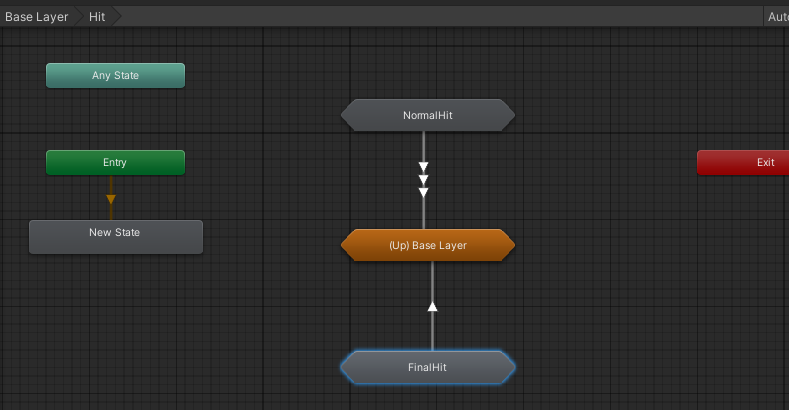 Base Layer
Hit
Auto
Any State
NormalHit
Entry
Exit
New State
(Up) Base Layer
FinalHit